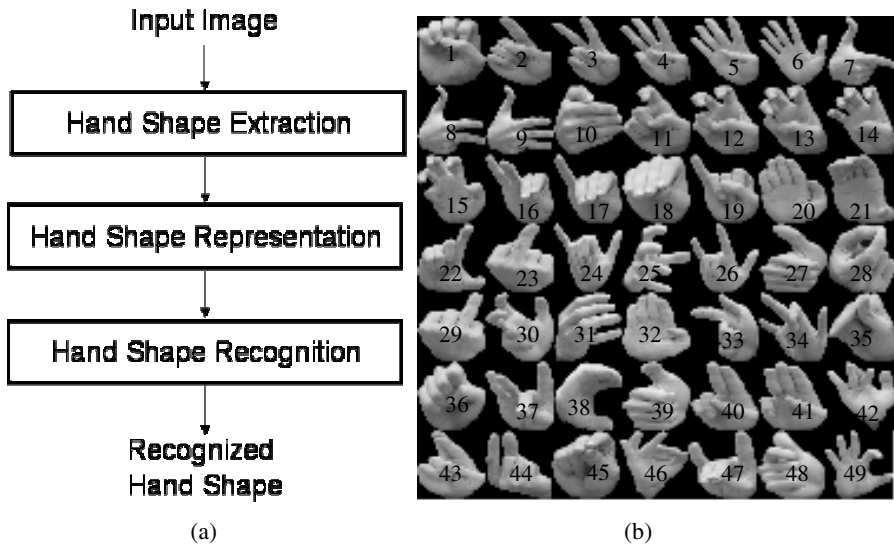 Input Image
Hand Shape Extraction
Hand Shape Representation
Hand Shape Recognition
Recognized
Hand Shape
(a)
1 2 3 4 5 6 7
8 9 10 11 12 13 14
15 16 17 18 19 20 21
22 23 24 25 26 27 28
29 30 31 32 33 34 35
36 37 38 39 40 41 42
43 44 45 46 47 48 49
(b)